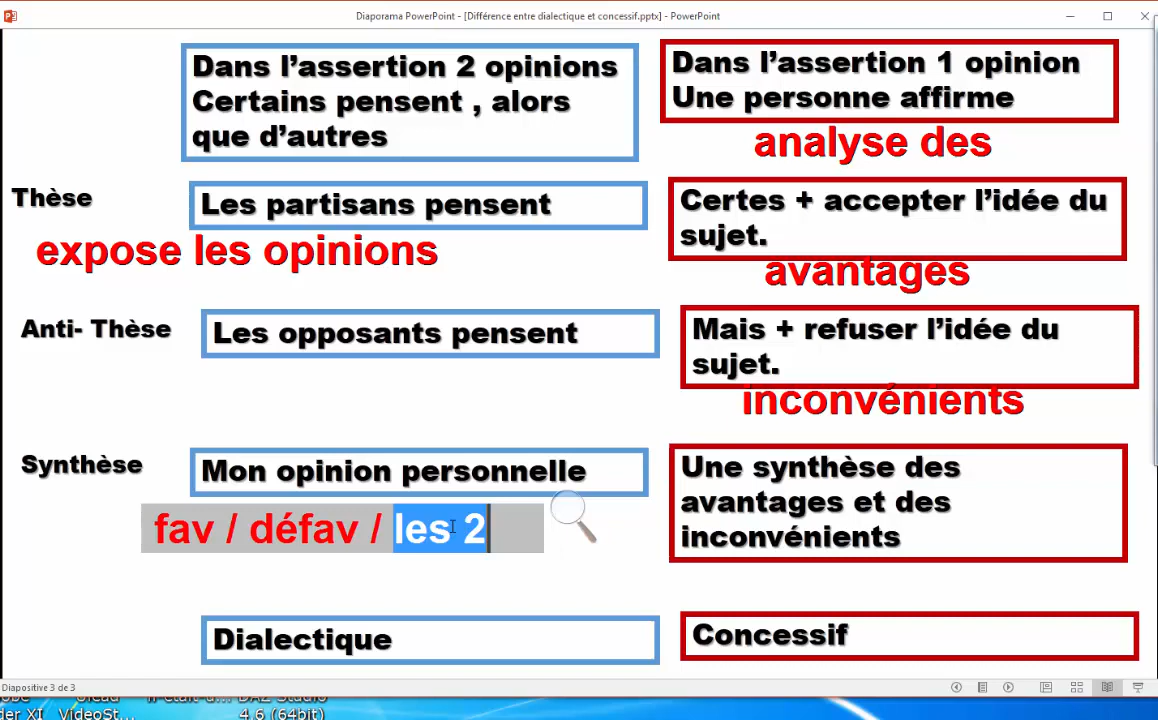 Diaporama PowerPoint - [Différence entre dialectique et concessif.pptx] - PowerPoint
Dans l’assertion 2 opinions
Certains pensent , alors
que d’autres
Dans l’assertion 1 opinion
Une personne affirme
analyse des
Thèse
Les partisans pensent
Certes + accepter l’idée du
sujet.
expose les opinions
avantages
Anti- Thèse
Les opposants pensent
Mais + refuser l’idée du
sujet.
inconvénients
Synthèse
Mon opinion personnelle
Une synthèse des
avantages et des
inconvénients
fav / défav / les 2
Dialectique
Concessif
Diapositive 3 de 3
VideoSt...
4.6 (64bit)